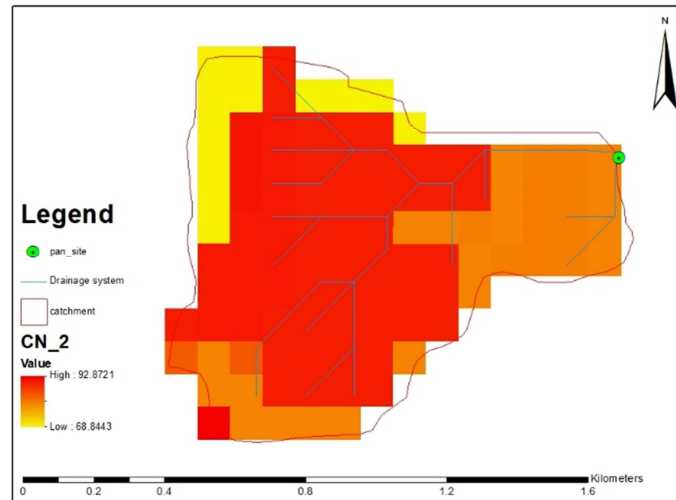 N
Legend
pan_site
Drainage system
catchment
CN_2
Value
High : 92.8721
Low : 68.8443
Kilometers
0 0.2 0.4 0.8 1.2 1.6